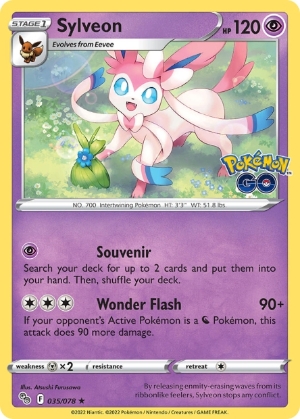 STAGE 1
Sylveon
HP 120
Evolves from Eevee
Pokémon
GO
NO. 700 Intertwining Pokémon HT: 3'3" WT: 51.8 lbs.
Souvenir
Search your deck for up to 2 cards and put them into
your hand. Then, shuffle your deck.
Wonder Flash 90+
If your opponent's Active Pokémon is a Pokémon, this
attack does 90 more damage.
weakness ×2 resistance retreat
Illus. Atsushi Furusawa
F 035/078 ★
By releasing enmity-erasing waves from its
ribbonlike feelers, Sylveon stops any conflict.
©2022 Niantic. ©2022 Pokémon / Nintendo / Creatures / GAME FREAK.